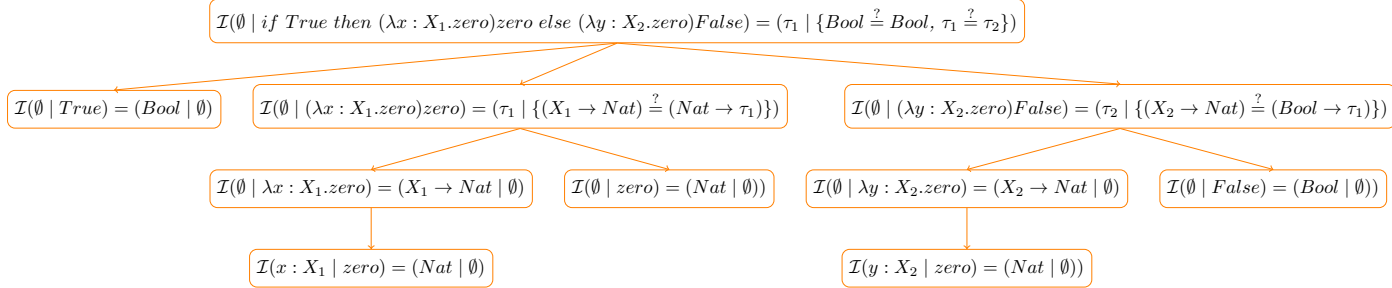 𝓘(∅ | if True then (λx : X₁.zero)zero else (λy : X₂.zero)False) = (τ₁ | {Bool ≟ Bool, τ₁ ≟ τ₂})
𝓘(∅ | True) = (Bool | ∅)
𝓘(∅ | (λx : X₁.zero)zero) = (τ₁ | {(X₁ → Nat) ≟ (Nat → τ₁)})
𝓘(∅ | (λy : X₂.zero)False) = (τ₂ | {(X₂ → Nat) ≟ (Bool → τ₁)})
𝓘(∅ | λx : X₁.zero) = (X₁ → Nat | ∅)
𝓘(∅ | zero) = (Nat | ∅))
𝓘(∅ | λy : X₂.zero) = (X₂ → Nat | ∅)
𝓘(∅ | False) = (Bool | ∅))
𝓘(x : X₁ | zero) = (Nat | ∅)
𝓘(y : X₂ | zero) = (Nat | ∅))